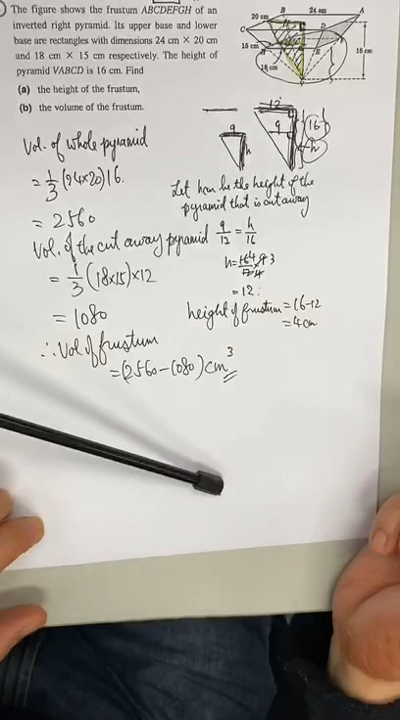 The figure shows the frustum ABCDEFGH of an
inverted right pyramid. Its upper base and lower
base are rectangles with dimensions 24 cm × 20 cm
and 18 cm × 15 cm respectively. The height of
pyramid VABCD is 16 cm. Find
(a) the height of the frustum,
(b) the volume of the frustum.
20 cm
B
24 cm
A
C
D
15 cm
H
E
18 cm
16 cm
V
12
9
16
9
h
h
Vol. of whole pyramid
= 1/3 (24×20) 16.
= 2560
Vol. of the cut away pyramid
= 1/3 (18×15)×12
= 1080
∴ Vol of frustum
= (2560 - 1080) cm³
Let h cm be the height of the
pyramid that is cut away
9/12 = h/16
= 12.
height of frustum = 16-12
= 4cm